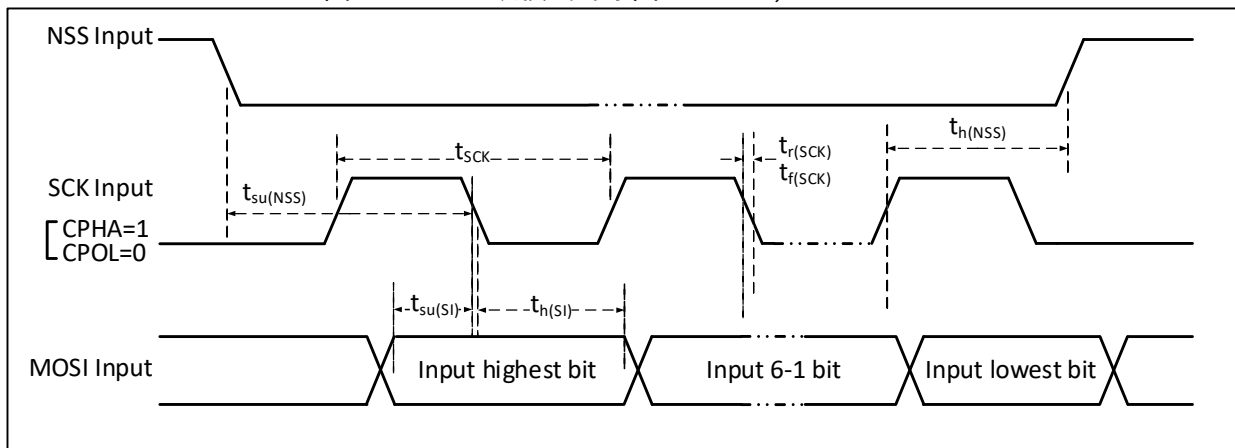 NSS Input
t_h(NSS)
t_SCK
t_r(SCK)
t_f(SCK)
SCK Input
t_su(NSS)
CPHA=1
CPOL=0
t_su(SI)
t_h(SI)
MOSI Input
Input highest bit
Input 6-1 bit
Input lowest bit